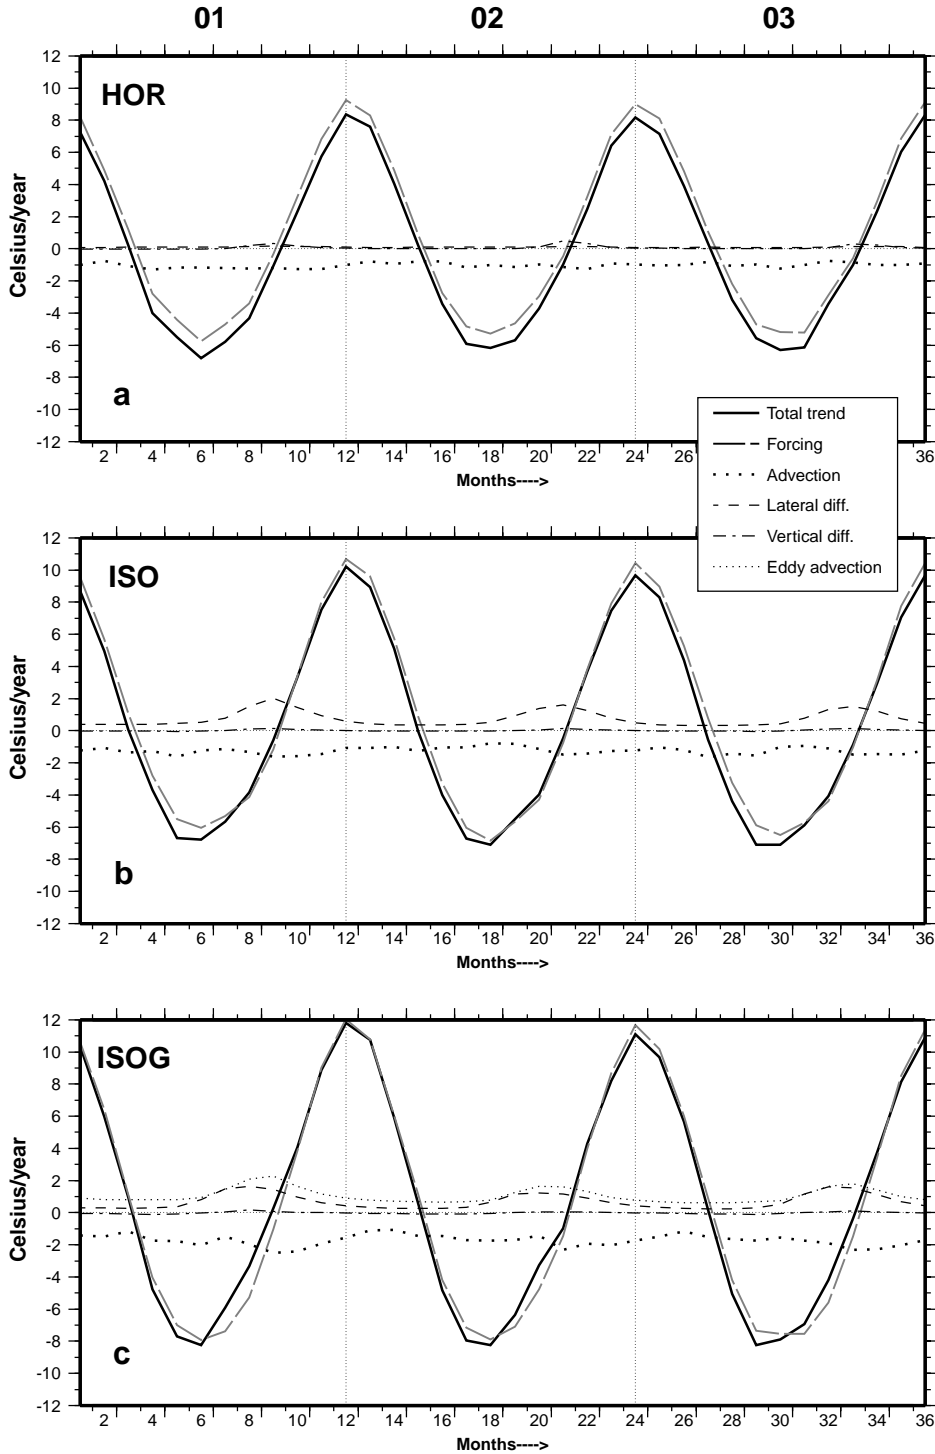 01 02 03
12
10
8
6
4
2
0
-2
-4
-6
-8
-10
-12
Celsius/year
HOR
a
2 4 6 8 10 12 14 16 18 20 22 24 26 36
Months---->
Total trend
Forcing
Advection
Lateral diff.
Vertical diff.
Eddy advection
12
10
8
6
4
2
0
-2
-4
-6
-8
-10
-12
Celsius/year
ISO
b
2 4 6 8 10 12 14 16 18 20 22 24 26 28 30 32 34 36
Months---->
12
10
8
6
4
2
0
-2
-4
-6
-8
-10
-12
Celsius/year
ISOG
c
2 4 6 8 10 12 14 16 18 20 22 24 26 28 30 32 34 36
Months---->